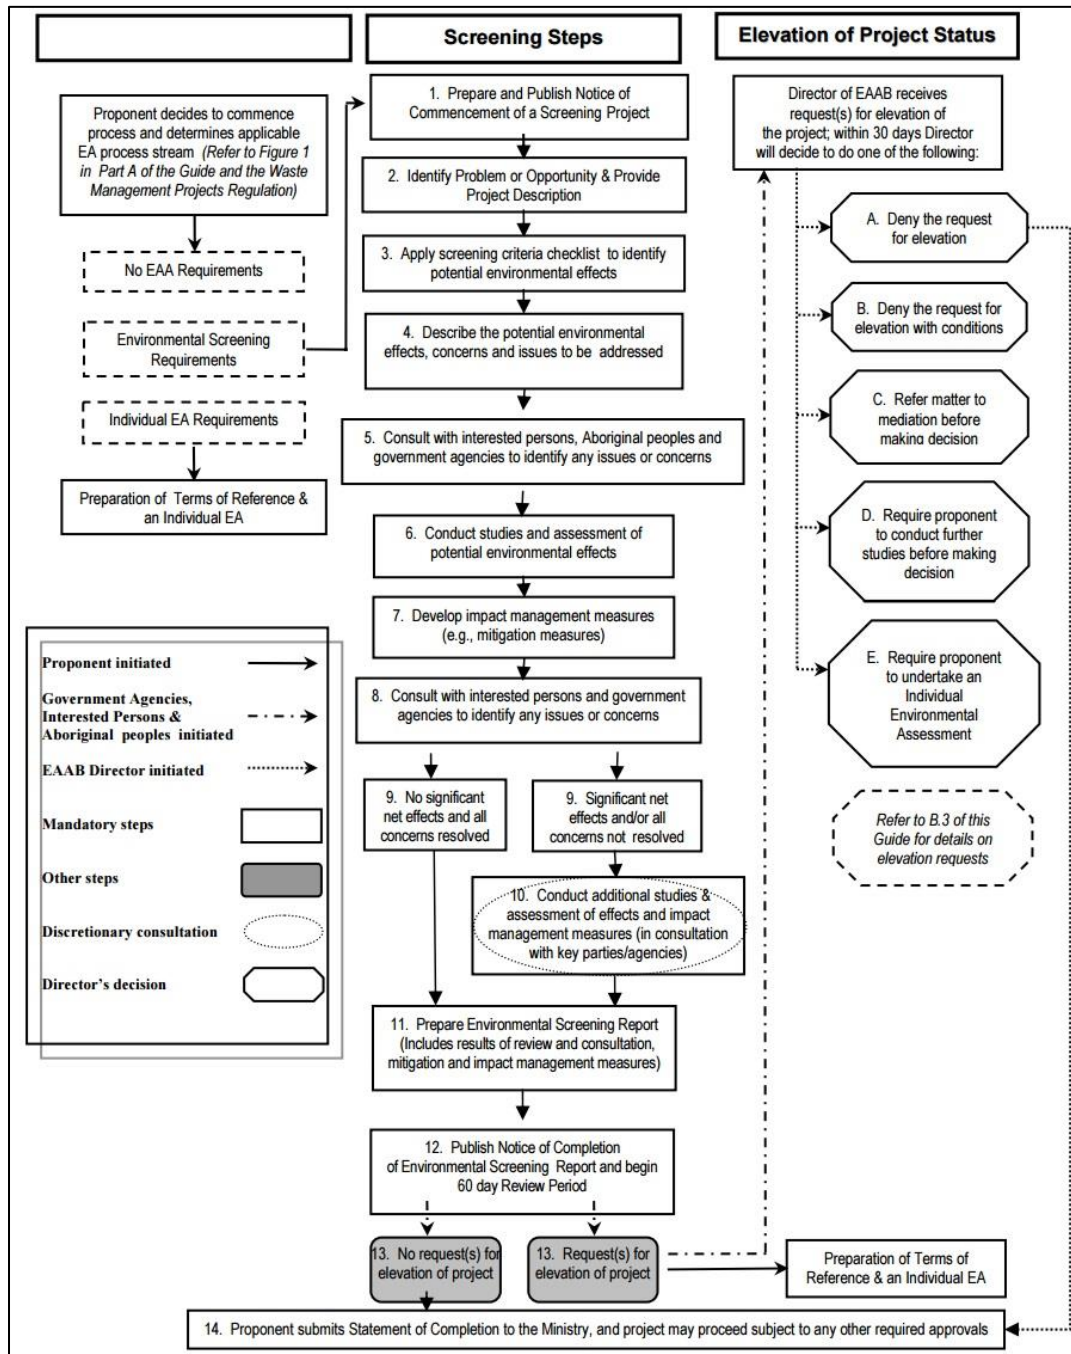 Screening Steps
Elevation of Project Status
Proponent decides to commence
process and determines applicable
EA process stream (Refer to Figure 1
in Part A of the Guide and the Waste
Management Projects Regulation)
No EAA Requirements
Environmental Screening
Requirements
Individual EA Requirements
Preparation of Terms of Reference &
an Individual EA
1. Prepare and Publish Notice of
Commencement of a Screening Project
2. Identify Problem or Opportunity & Provide
Project Description
3. Apply screening criteria checklist to identify
potential environmental effects
4. Describe the potential environmental
effects, concerns and issues to be addressed
5. Consult with interested persons, Aboriginal peoples and
government agencies to identify any issues or concerns
6. Conduct studies and assessment of
potential environmental effects
7. Develop impact management measures
(e.g., mitigation measures)
8. Consult with interested persons and government
agencies to identify any issues or concerns
9. No significant
net effects and all
concerns resolved
9. Significant net
effects and/or all
concerns not resolved
10. Conduct additional studies &
assessment of effects and impact
management measures (in consultation
with key parties/agencies)
11. Prepare Environmental Screening Report
(Includes results of review and consultation,
mitigation and impact management measures)
12. Publish Notice of Completion
of Environmental Screening Report and begin
60 day Review Period
13. No request(s) for
elevation of project
13. Request(s) for
elevation of project
Preparation of Terms of
Reference & an Individual EA
14. Proponent submits Statement of Completion to the Ministry, and project may proceed subject to any other required approvals
Director of EAAB receives
request(s) for elevation of
the project; within 30 days Director
will decide to do one of the following:
A. Deny the request
for elevation
B. Deny the request for
elevation with conditions
C. Refer matter to
mediation before
making decision
D. Require proponent
to conduct further
studies before making
decision
E. Require proponent
to undertake an
Individual
Environmental
Assessment
Refer to B.3 of this
Guide for details on
elevation requests
Proponent initiated
Government Agencies,
Interested Persons &
Aboriginal peoples initiated
EAAB Director initiated
Mandatory steps
Other steps
Discretionary consultation
Director's decision